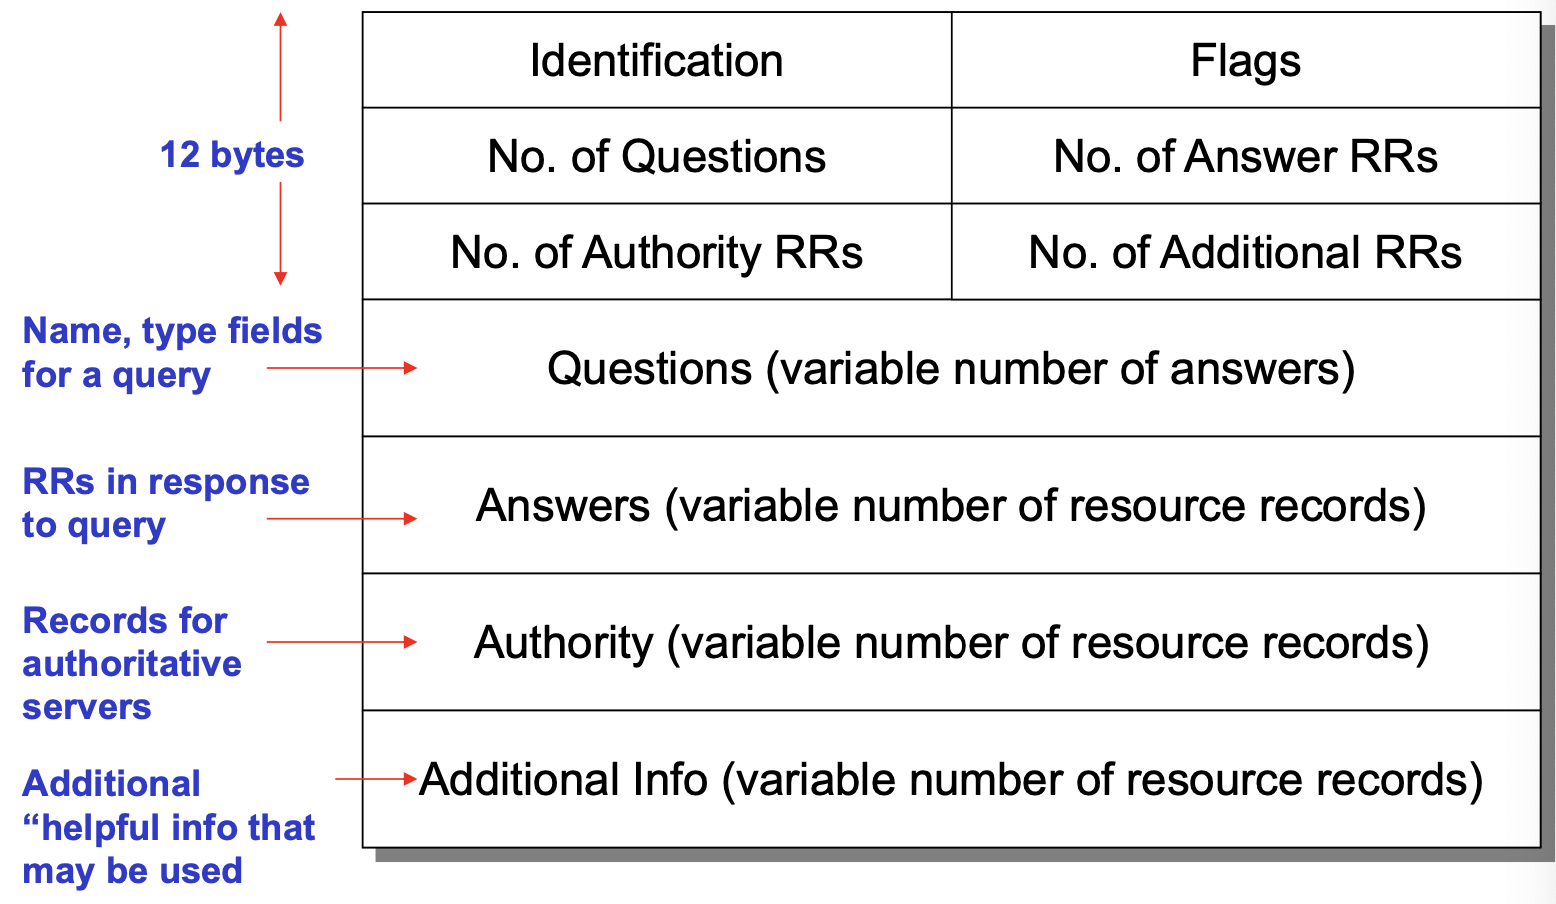 Identification
Flags
12 bytes
No. of Questions
No. of Answer RRs
No. of Authority RRs
No. of Additional RRs
Name, type fields
for a query
Questions (variable number of answers)
RRs in response
to query
Answers (variable number of resource records)
Records for
authoritative
servers
Authority (variable number of resource records)
Additional
“helpful info that
may be used
Additional Info (variable number of resource records)